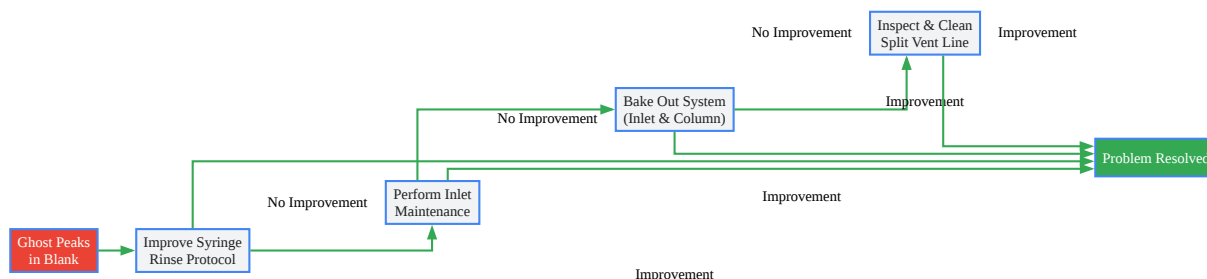 Inspect & Clean
Split Vent Line
No Improvement
Improvement
Bake Out System
(Inlet & Column)
Improvement
No Improvement
Problem Resolved
Perform Inlet
Maintenance
No Improvement
Improvement
Ghost Peaks
in Blank
Improve Syringe
Rinse Protocol
Improvement